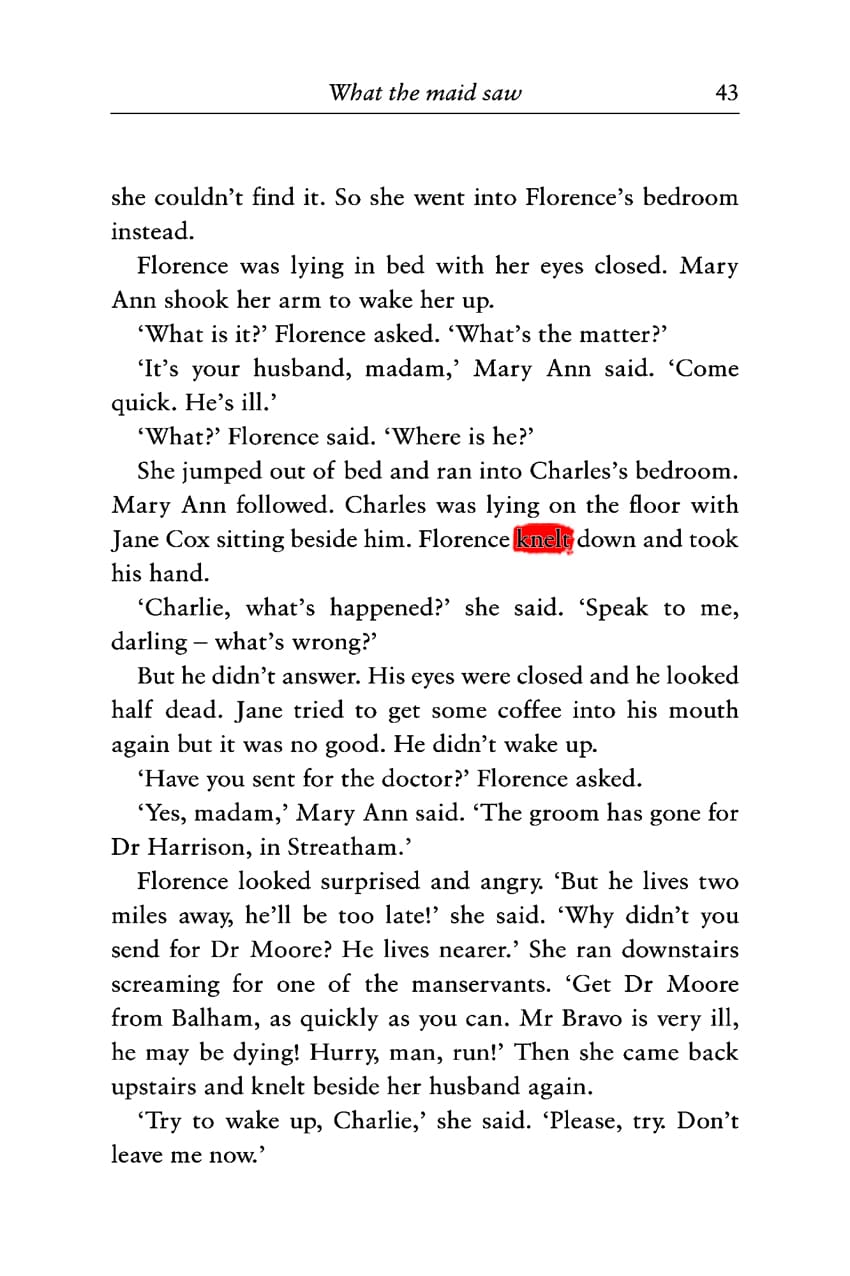 What the maid saw 43
she couldn’t find it. So she went into Florence’s bedroom
instead.
Florence was lying in bed with her eyes closed. Mary
Ann shook her arm to wake her up.
‘What is it?’ Florence asked. ‘What’s the matter?’
‘It’s your husband, madam,’ Mary Ann said. ‘Come
quick. He’s ill.’
‘What?’ Florence said. ‘Where is he?’
She jumped out of bed and ran into Charles’s bedroom.
Mary Ann followed. Charles was lying on the floor with
Jane Cox sitting beside him. Florence knelt down and took
his hand.
‘Charlie, what’s happened?’ she said. ‘Speak to me,
darling – what’s wrong?’
But he didn’t answer. His eyes were closed and he looked
half dead. Jane tried to get some coffee into his mouth
again but it was no good. He didn’t wake up.
‘Have you sent for the doctor?’ Florence asked.
‘Yes, madam,’ Mary Ann said. ‘The groom has gone for
Dr Harrison, in Streatham.’
Florence looked surprised and angry. ‘But he lives two
miles away, he’ll be too late!’ she said. ‘Why didn’t you
send for Dr Moore? He lives nearer.’ She ran downstairs
screaming for one of the manservants. ‘Get Dr Moore
from Balham, as quickly as you can. Mr Bravo is very ill,
he may be dying! Hurry, man, run!’ Then she came back
upstairs and knelt beside her husband again.
‘Try to wake up, Charlie,’ she said. ‘Please, try. Don’t
leave me now.’